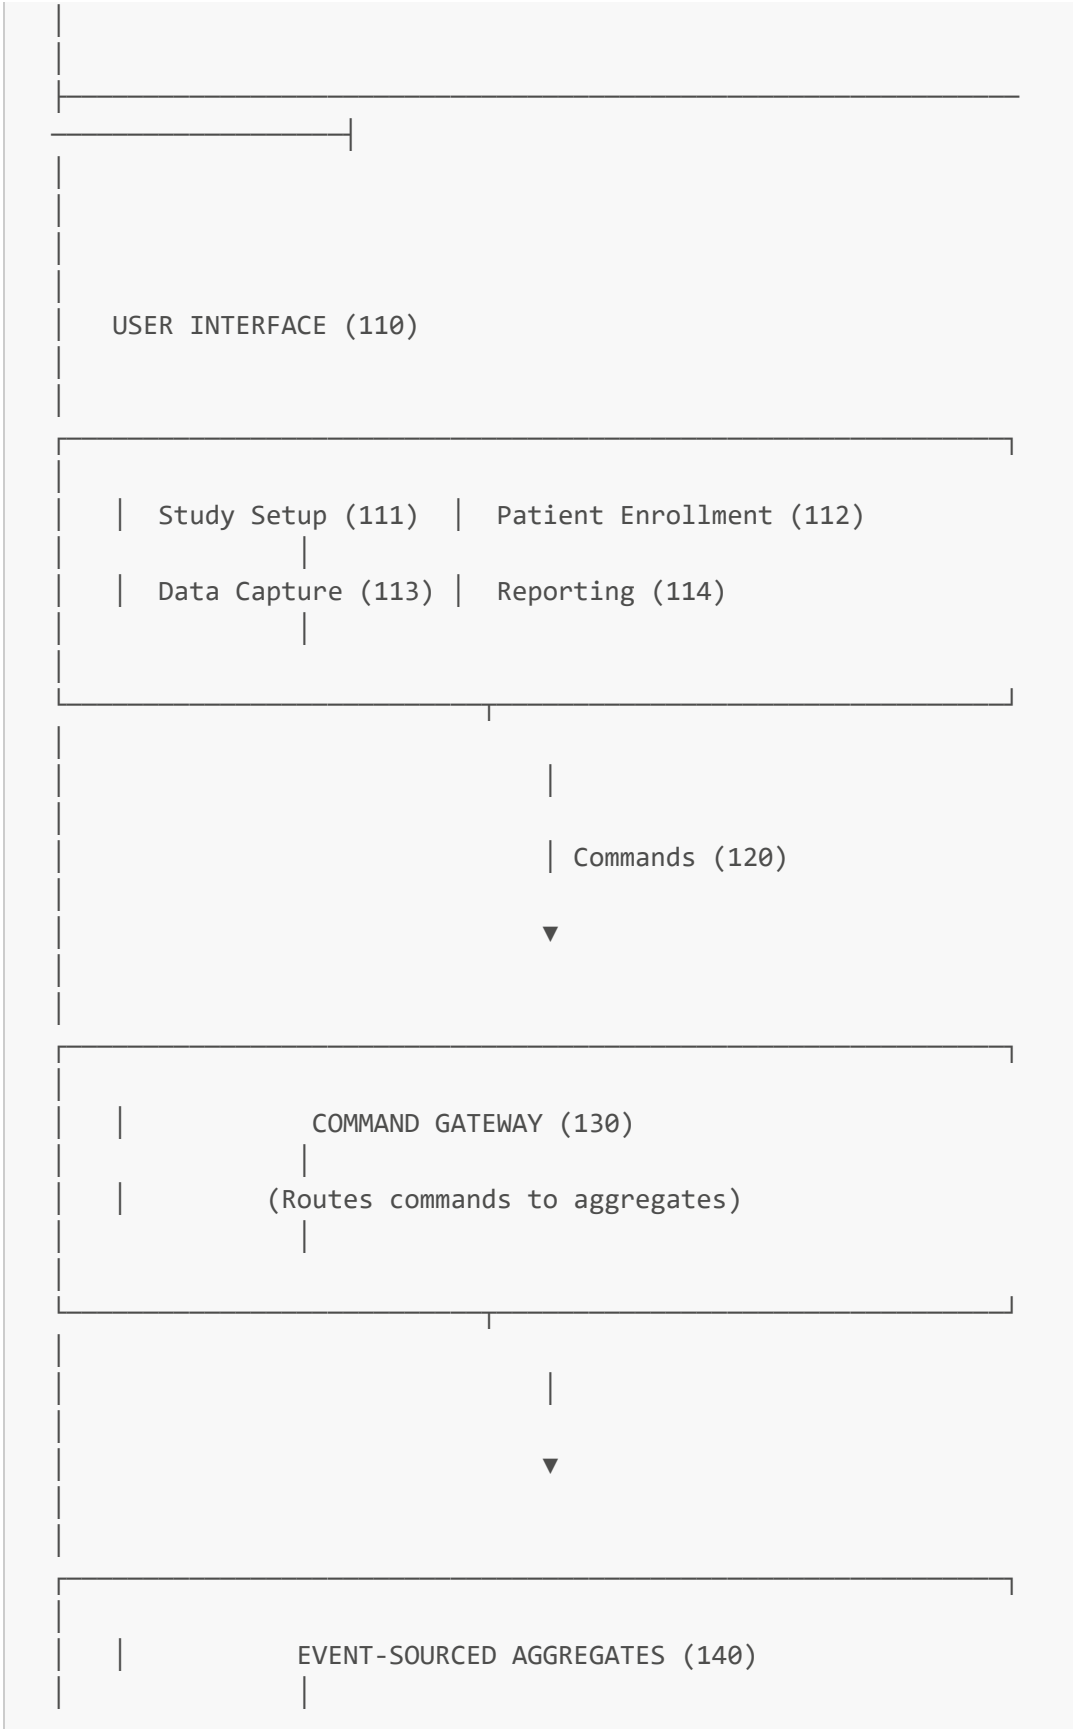 USER INTERFACE (110)
│ Study Setup (111) │ Patient Enrollment (112)
│ Data Capture (113) │ Reporting (114)
│ Commands (120)
▼
│ COMMAND GATEWAY (130)
│ (Routes commands to aggregates)
▼
│ EVENT-SOURCED AGGREGATES (140)